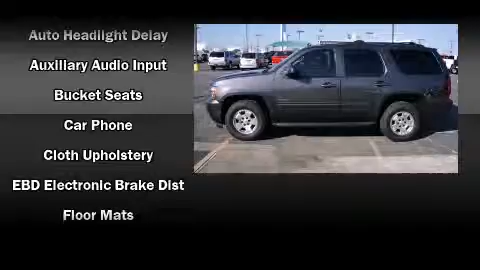 Auto Headlight Delay
Auxiliary Audio Input
Bucket Seats
Car Phone
Cloth Upholstery
EBD Electronic Brake Dist
Floor Mats